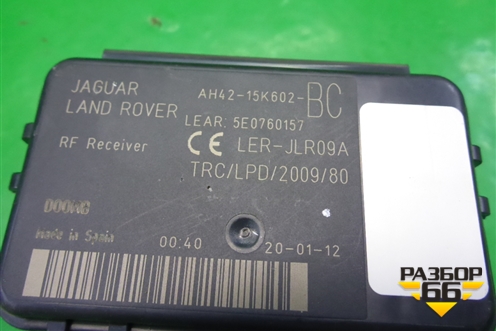 JAGUAR
LAND ROVER
AH42-15K602-BC
LEAR: 5E0760157
RF Receiver
CE LER-JLR09A
TRC/LPD/2009/80
D00WG
Made in Spain
00:40
20-01-12
РАЗБОР
66